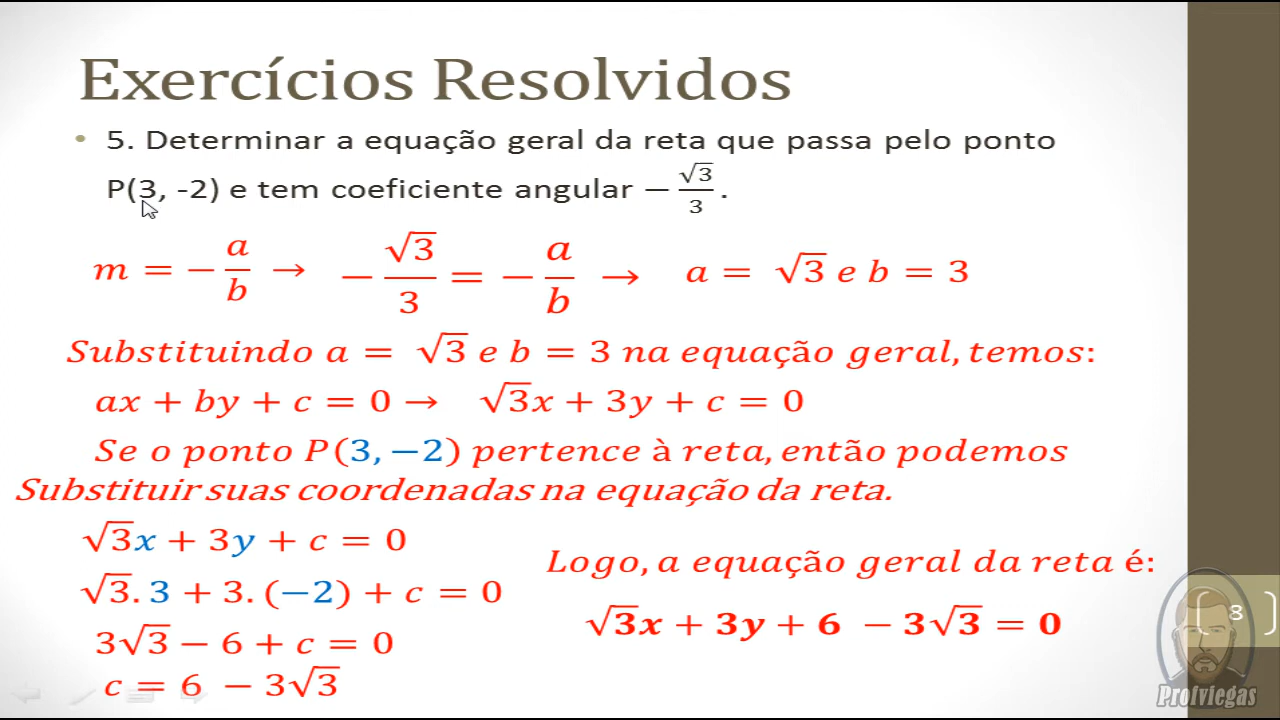 Exercícios Resolvidos
• 5. Determinar a equação geral da reta que passa pelo ponto
P(3, -2) e tem coeficiente angular − √3/3 .
m = − a/b → − √3/3 = − a/b → a = √3 e b = 3
Substituindo a = √3 e b = 3 na equação geral, temos:
ax + by + c = 0 → √3x + 3y + c = 0
Se o ponto P(3, −2) pertence à reta, então podemos
Substituir suas coordenadas na equação da reta.
√3x + 3y + c = 0
√3. 3 + 3. (−2) + c = 0
3√3 − 6 + c = 0
c = 6 − 3√3
Logo, a equação geral da reta é:
√3x + 3y + 6 − 3√3 = 0
8
Profviegas